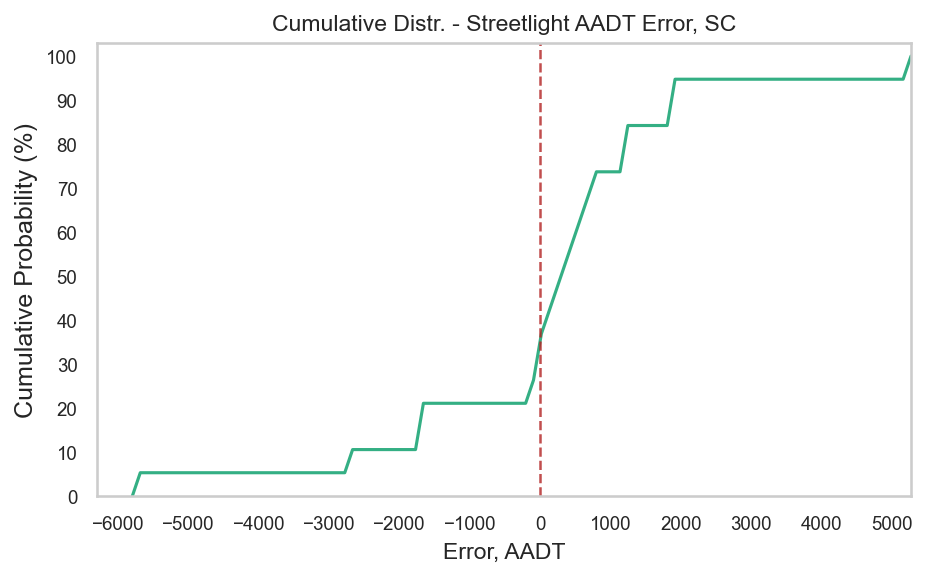 Cumulative Distr. - Streetlight AADT Error, SC
Cumulative Probability (%)
100
90
80
70
60
50
40
30
20
10
0
−6000 −5000 −4000 −3000 −2000 −1000 0 1000 2000 3000 4000 5000
Error, AADT